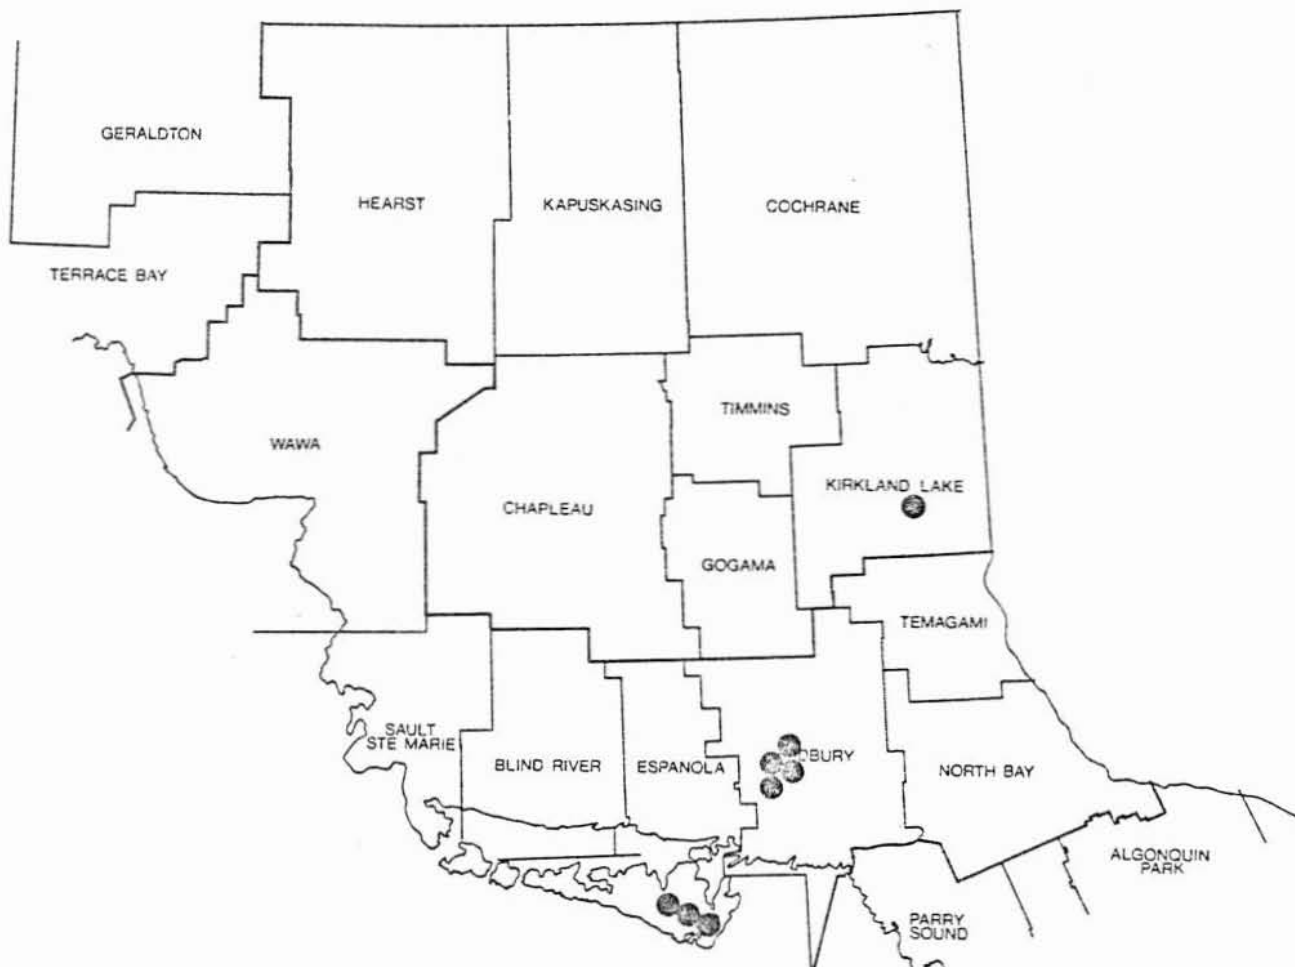 GERALDTON
HEARST
KAPUSKASING
COCHRANE
TERRACE BAY
WAWA
TIMMINS
CHAPLEAU
KIRKLAND LAKE
GOGAMA
TEMAGAMI
SAULT
STE MARIE
BLIND RIVER
ESPANOLA
DBURY
NORTH BAY
ALGONQUIN
PARK
PARRY
SOUND